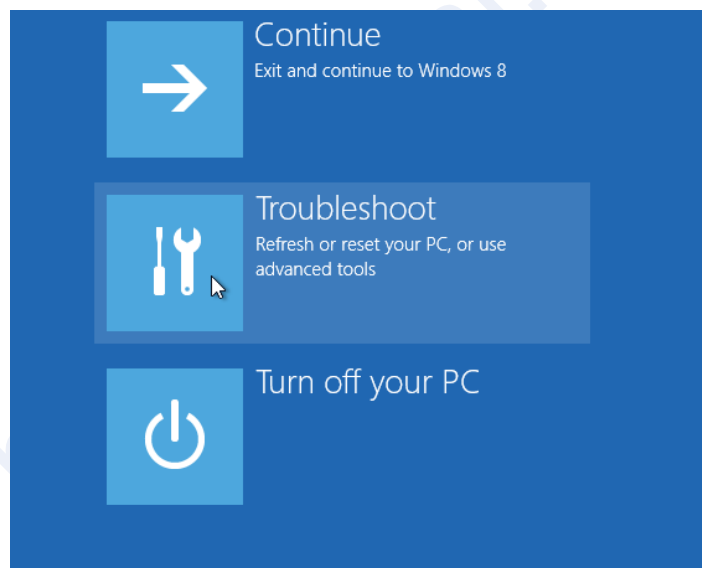 Continue
Exit and continue to Windows 8
Troubleshoot
Refresh or reset your PC, or use
advanced tools
Turn off your PC